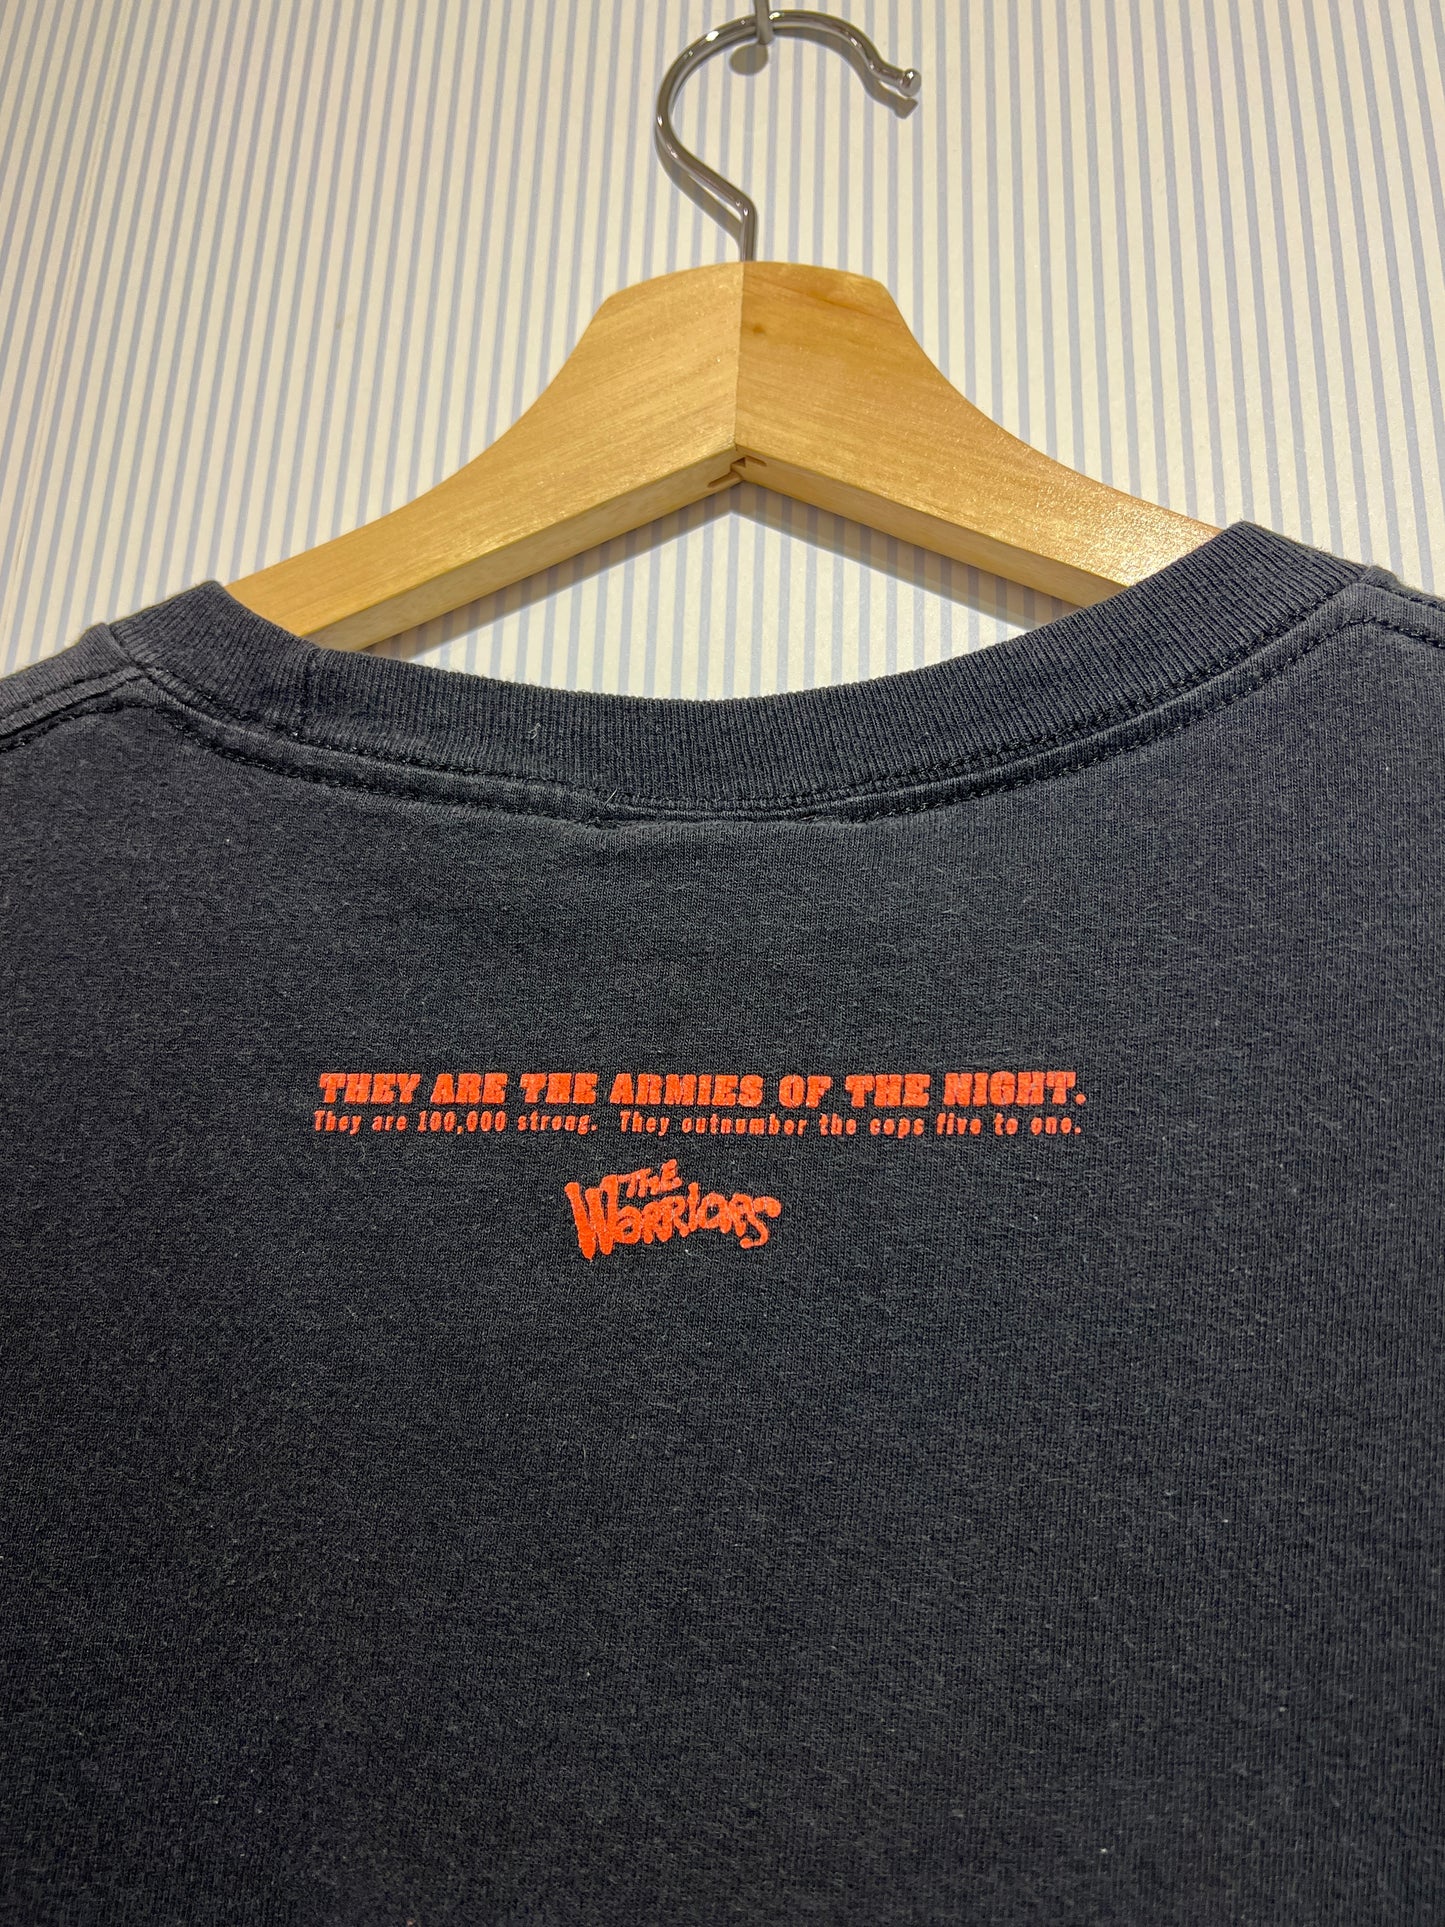 THEY ARE THE ARMIES OF THE NIGHT.
They are 100,000 strong. They outnumber the cops five to one.
THE
WARRIORS